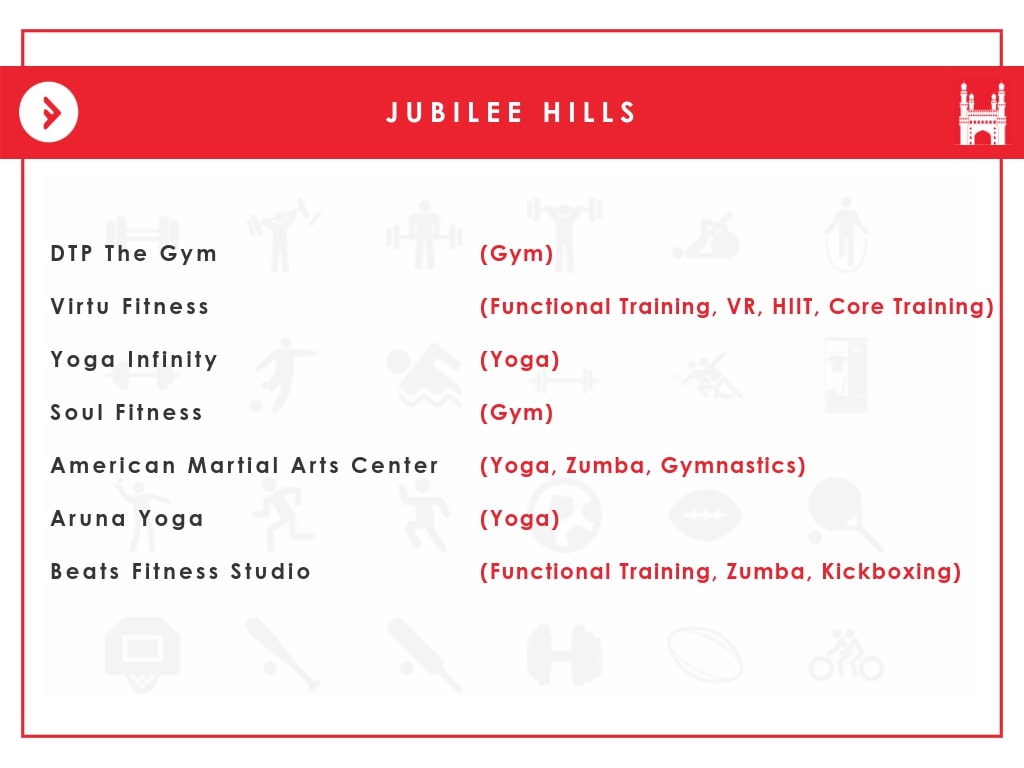 JUBILEE HILLS
DTP The Gym (Gym)
Virtu Fitness (Functional Training, VR, HIIT, Core Training)
Yoga Infinity (Yoga)
Soul Fitness (Gym)
American Martial Arts Center (Yoga, Zumba, Gymnastics)
Aruna Yoga (Yoga)
Beats Fitness Studio (Functional Training, Zumba, Kickboxing)